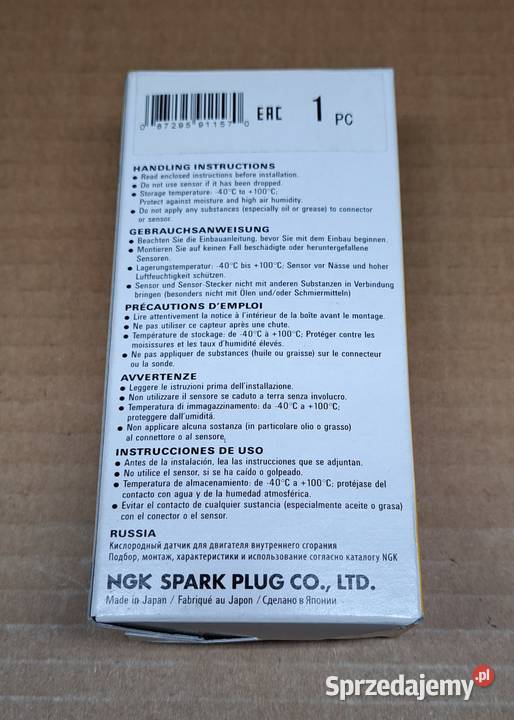 0 87295 91157 0 EAC 1 PC
HANDLING INSTRUCTIONS
● Read enclosed instructions before installation.
● Do not use sensor if it has been dropped.
● Storage temperature: -40°C to +100°C;
Protect against moisture and high air humidity.
● Do not apply any substances (especially oil or grease) to connector
or sensor.
GEBRAUCHSANWEISUNG
● Beachten Sie die Einbauanleitung, bevor Sie mit dem Einbau beginnen.
● Montieren Sie auf keinen Fall beschädigte oder heruntergefallene
Sensoren.
● Lagerungstemperatur: -40°C bis +100°C; Sensor vor Nässe und hoher
Luftfeuchtigkeit schützen.
● Sensor und Sensor-Stecker nicht mit anderen Substanzen in Verbindung
bringen (besonders nicht mit Ölen und/oder Schmiermitteln)
PRÉCAUTIONS D'EMPLOI
● Lire attentivement la notice à l'intérieur de la boîte avant le montage.
● Ne pas utiliser ce capteur après une chute.
● Température de stockage: de -40°C à +100°C; Protéger contre les
moisissures et les taux d'humidité élevés.
● Ne pas appliquer de substances (huile ou graisse) sur le connecteur
ou la sonde.
AVVERTENZE
● Leggere le istruzioni prima dell'installazione.
● Non utilizzare il sensore se caduto a terra senza involucro.
● Temperatura di immagazzinamento: da -40°C a +100°C;
proteggere dall'umiditá.
● Non applicare alcuna sostanza (in particolare olio o grasso)
al connettore o al sensore.
INSTRUCCIONES DE USO
● Antes de la instalación, lea las instrucciones que se adjuntan.
● No utilice el sensor, si se ha caído o golpeado.
● Temperatura de almacenamiento: de -40°C a +100°C; protéjase del
contacto con agua y de la humedad atmosférica.
● Evitar el contacto de cualquier sustancia (especialmente aceite o grasa)
con el conector o el sensor.
RUSSIA
Кислородный датчик для двигателя внутреннего сгорания
Подбор, монтаж, характеристики и использование согласно каталогу NGK
NGK SPARK PLUG CO., LTD.
Made in Japan / Fabriqué au Japon / Сделано в Японии
Sprzedajemy.pl